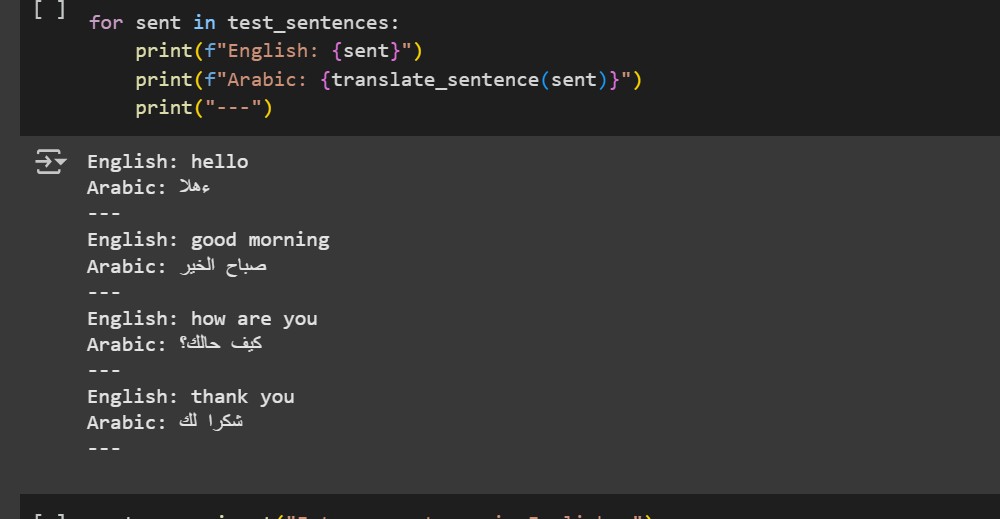 [ ]
for sent in test_sentences:
    print(f"English: {sent}")
    print(f"Arabic: {translate_sentence(sent)}")
    print("---")
English: hello
Arabic: ءهلا
---
English: good morning
Arabic: صباح الخير
---
English: how are you
Arabic: كيف حالك؟
---
English: thank you
Arabic: شكرا لك
---